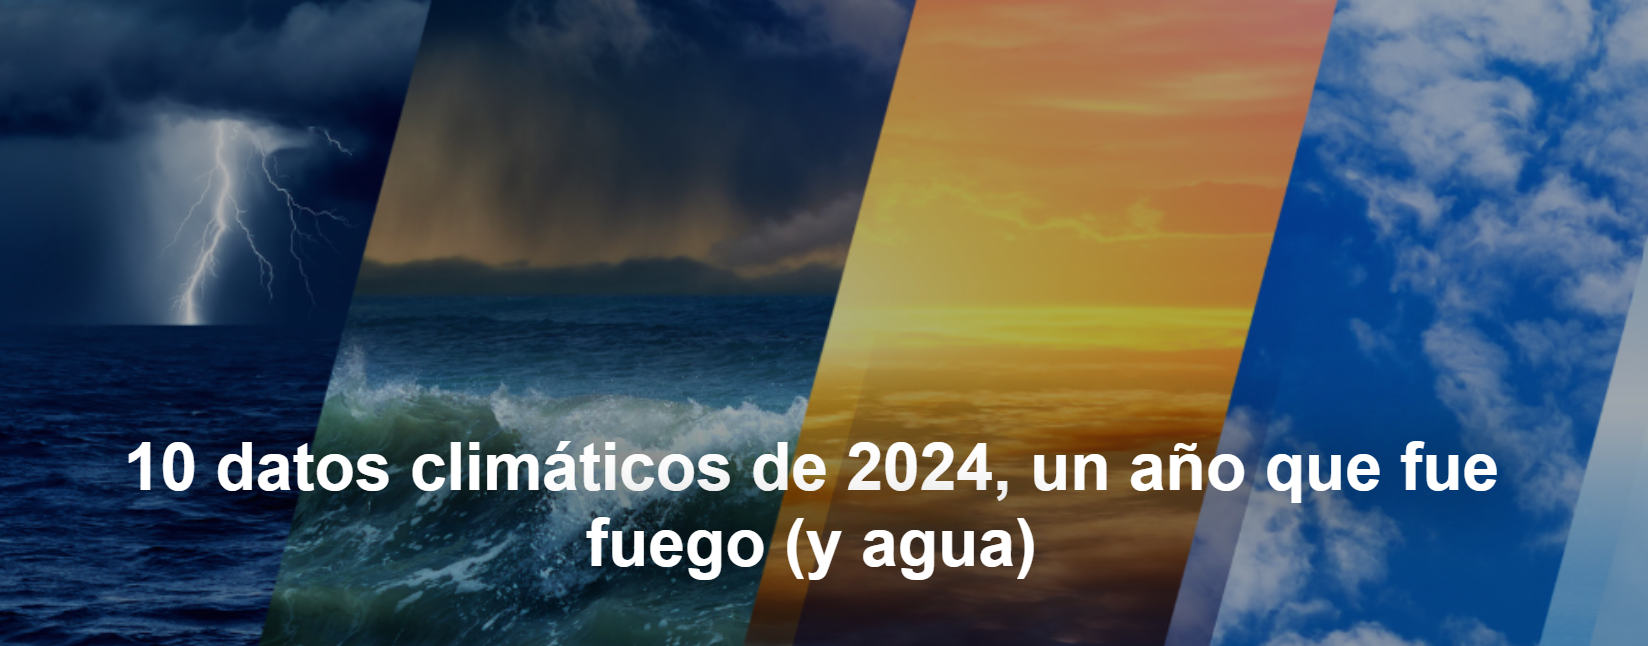 10 datos climáticos de 2024, un año que fue
fuego (y agua)